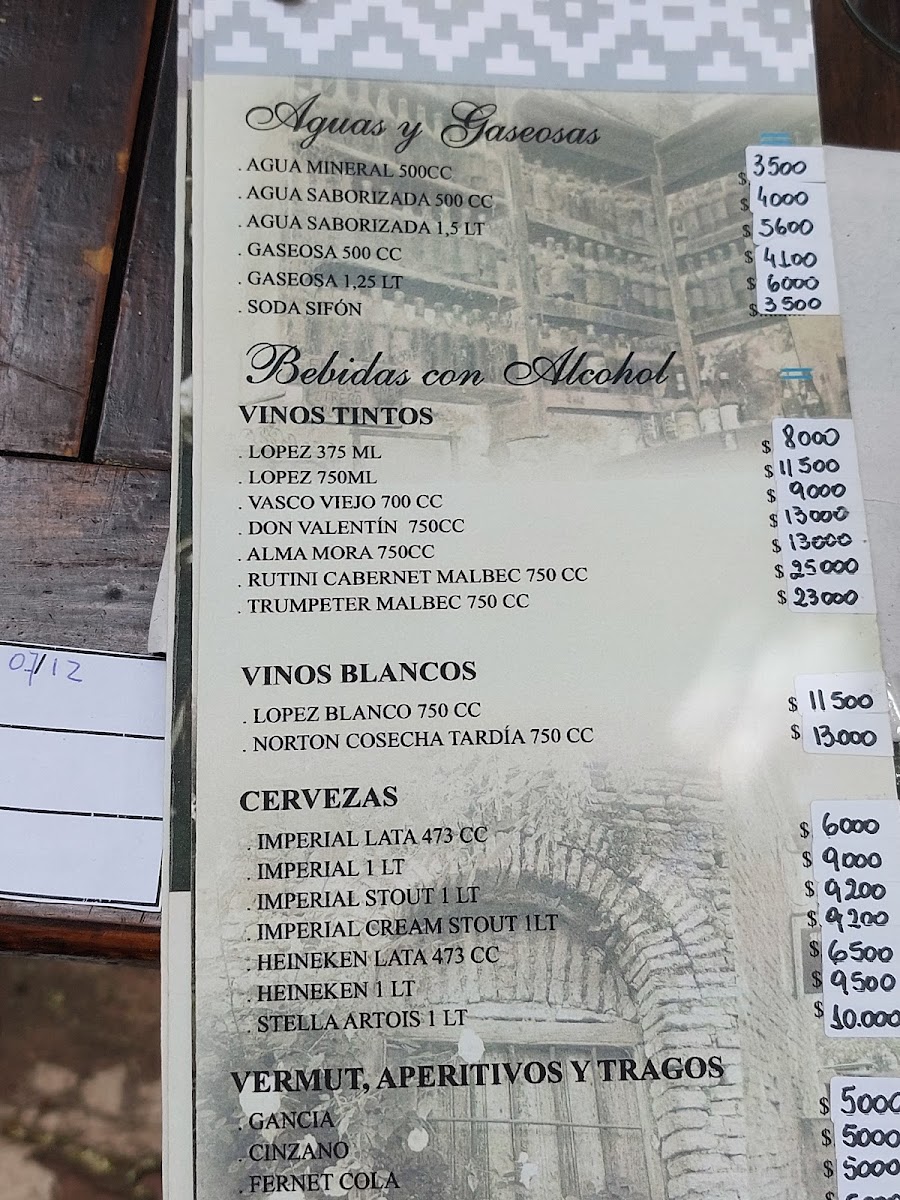 Aguas y Gaseosas
. AGUA MINERAL 500CC $ 3500
. AGUA SABORIZADA 500 CC $ 4000
. AGUA SABORIZADA 1,5 LT $ 5600
. GASEOSA 500 CC $ 4100
. GASEOSA 1,25 LT $ 6000
. SODA SIFÓN $ 3500
Bebidas con Alcohol
VINOS TINTOS
. LOPEZ 375 ML $ 8000
. LOPEZ 750ML $ 11500
. VASCO VIEJO 700 CC $ 9000
. DON VALENTÍN 750CC $ 13000
. ALMA MORA 750CC $ 13000
. RUTINI CABERNET MALBEC 750 CC $ 25000
. TRUMPETER MALBEC 750 CC $ 23000
07/12
VINOS BLANCOS
. LOPEZ BLANCO 750 CC $ 11500
. NORTON COSECHA TARDÍA 750 CC $ 13.000
CERVEZAS
. IMPERIAL LATA 473 CC $ 6000
. IMPERIAL 1 LT $ 9000
. IMPERIAL STOUT 1 LT $ 9200
. IMPERIAL CREAM STOUT 1LT $ 9200
. HEINEKEN LATA 473 CC $ 6500
. HEINEKEN 1 LT $ 9500
. STELLA ARTOIS 1 LT $ 10.000
VERMUT, APERITIVOS Y TRAGOS
. GANCIA $ 5000
. CINZANO $ 5000
. FERNET COLA $ 5000